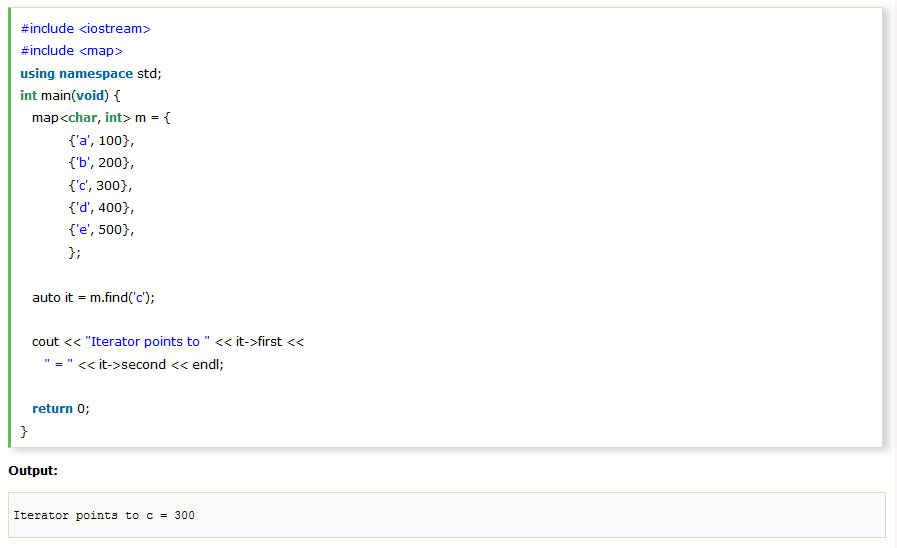 #include <iostream>
#include <map>
using namespace std;
int main(void) {
map<char, int> m = {
{'a', 100},
{'b', 200},
{'c', 300},
{'d', 400},
{'e', 500},
};
auto it = m.find('c');
cout << "Iterator points to " << it->first <<
" = " << it->second << endl;
return 0;
}
Output:
Iterator points to c = 300